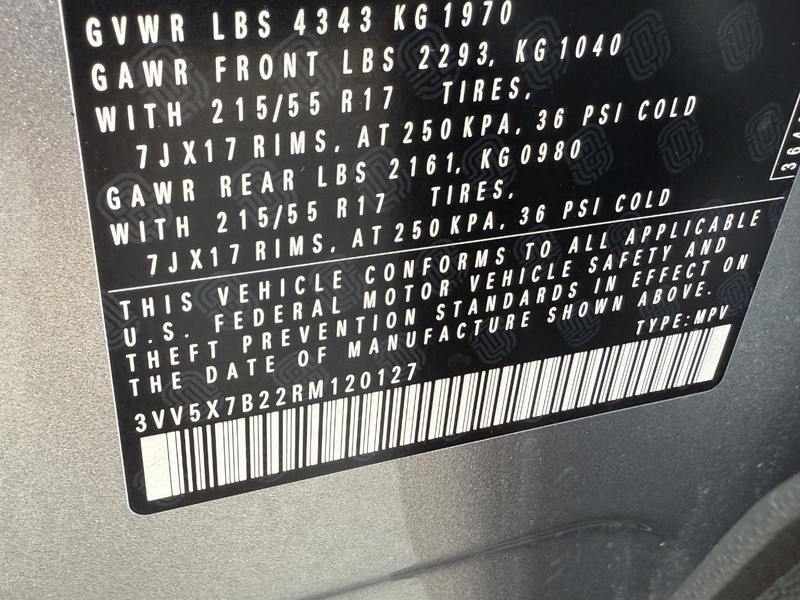 GVWR LBS 4343 KG 1970
GAWR FRONT LBS 2293, KG 1040
WITH 215/55 R17 TIRES,
7JX17 RIMS, AT 250 KPA, 36 PSI COLD
GAWR REAR LBS 2161, KG 0980
WITH 215/55 R17 TIRES,
7JX17 RIMS, AT 250 KPA, 36 PSI COLD
THIS VEHICLE CONFORMS TO ALL APPLICABLE
U.S. FEDERAL MOTOR VEHICLE SAFETY AND
THEFT PREVENTION STANDARDS IN EFFECT ON
THE DATE OF MANUFACTURE SHOWN ABOVE.
TYPE: MPV
3VV5X7B22RM120127